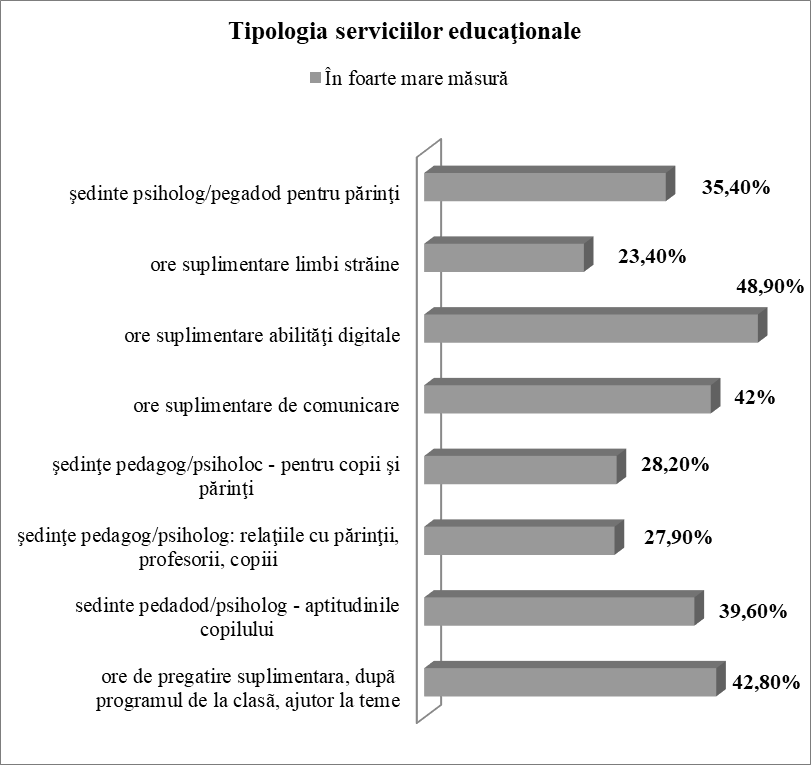 Tipologia serviciilor educaţionale
În foarte mare măsură
şedinte psiholog/pegadod pentru părinţi
35,40%
ore suplimentare limbi străine
23,40%
48,90%
ore suplimentare abilităţi digitale
ore suplimentare de comunicare
42%
şedinţe pedagog/psiholoc - pentru copii şi
părinţi
28,20%
şedinţe pedagog/psiholog: relaţiile cu părinţii,
profesorii, copiii
27,90%
sedinte pedadod/psiholog - aptitudinile
copilului
39,60%
ore de pregatire suplimentara, după
programul de la clasã, ajutor la teme
42,80%